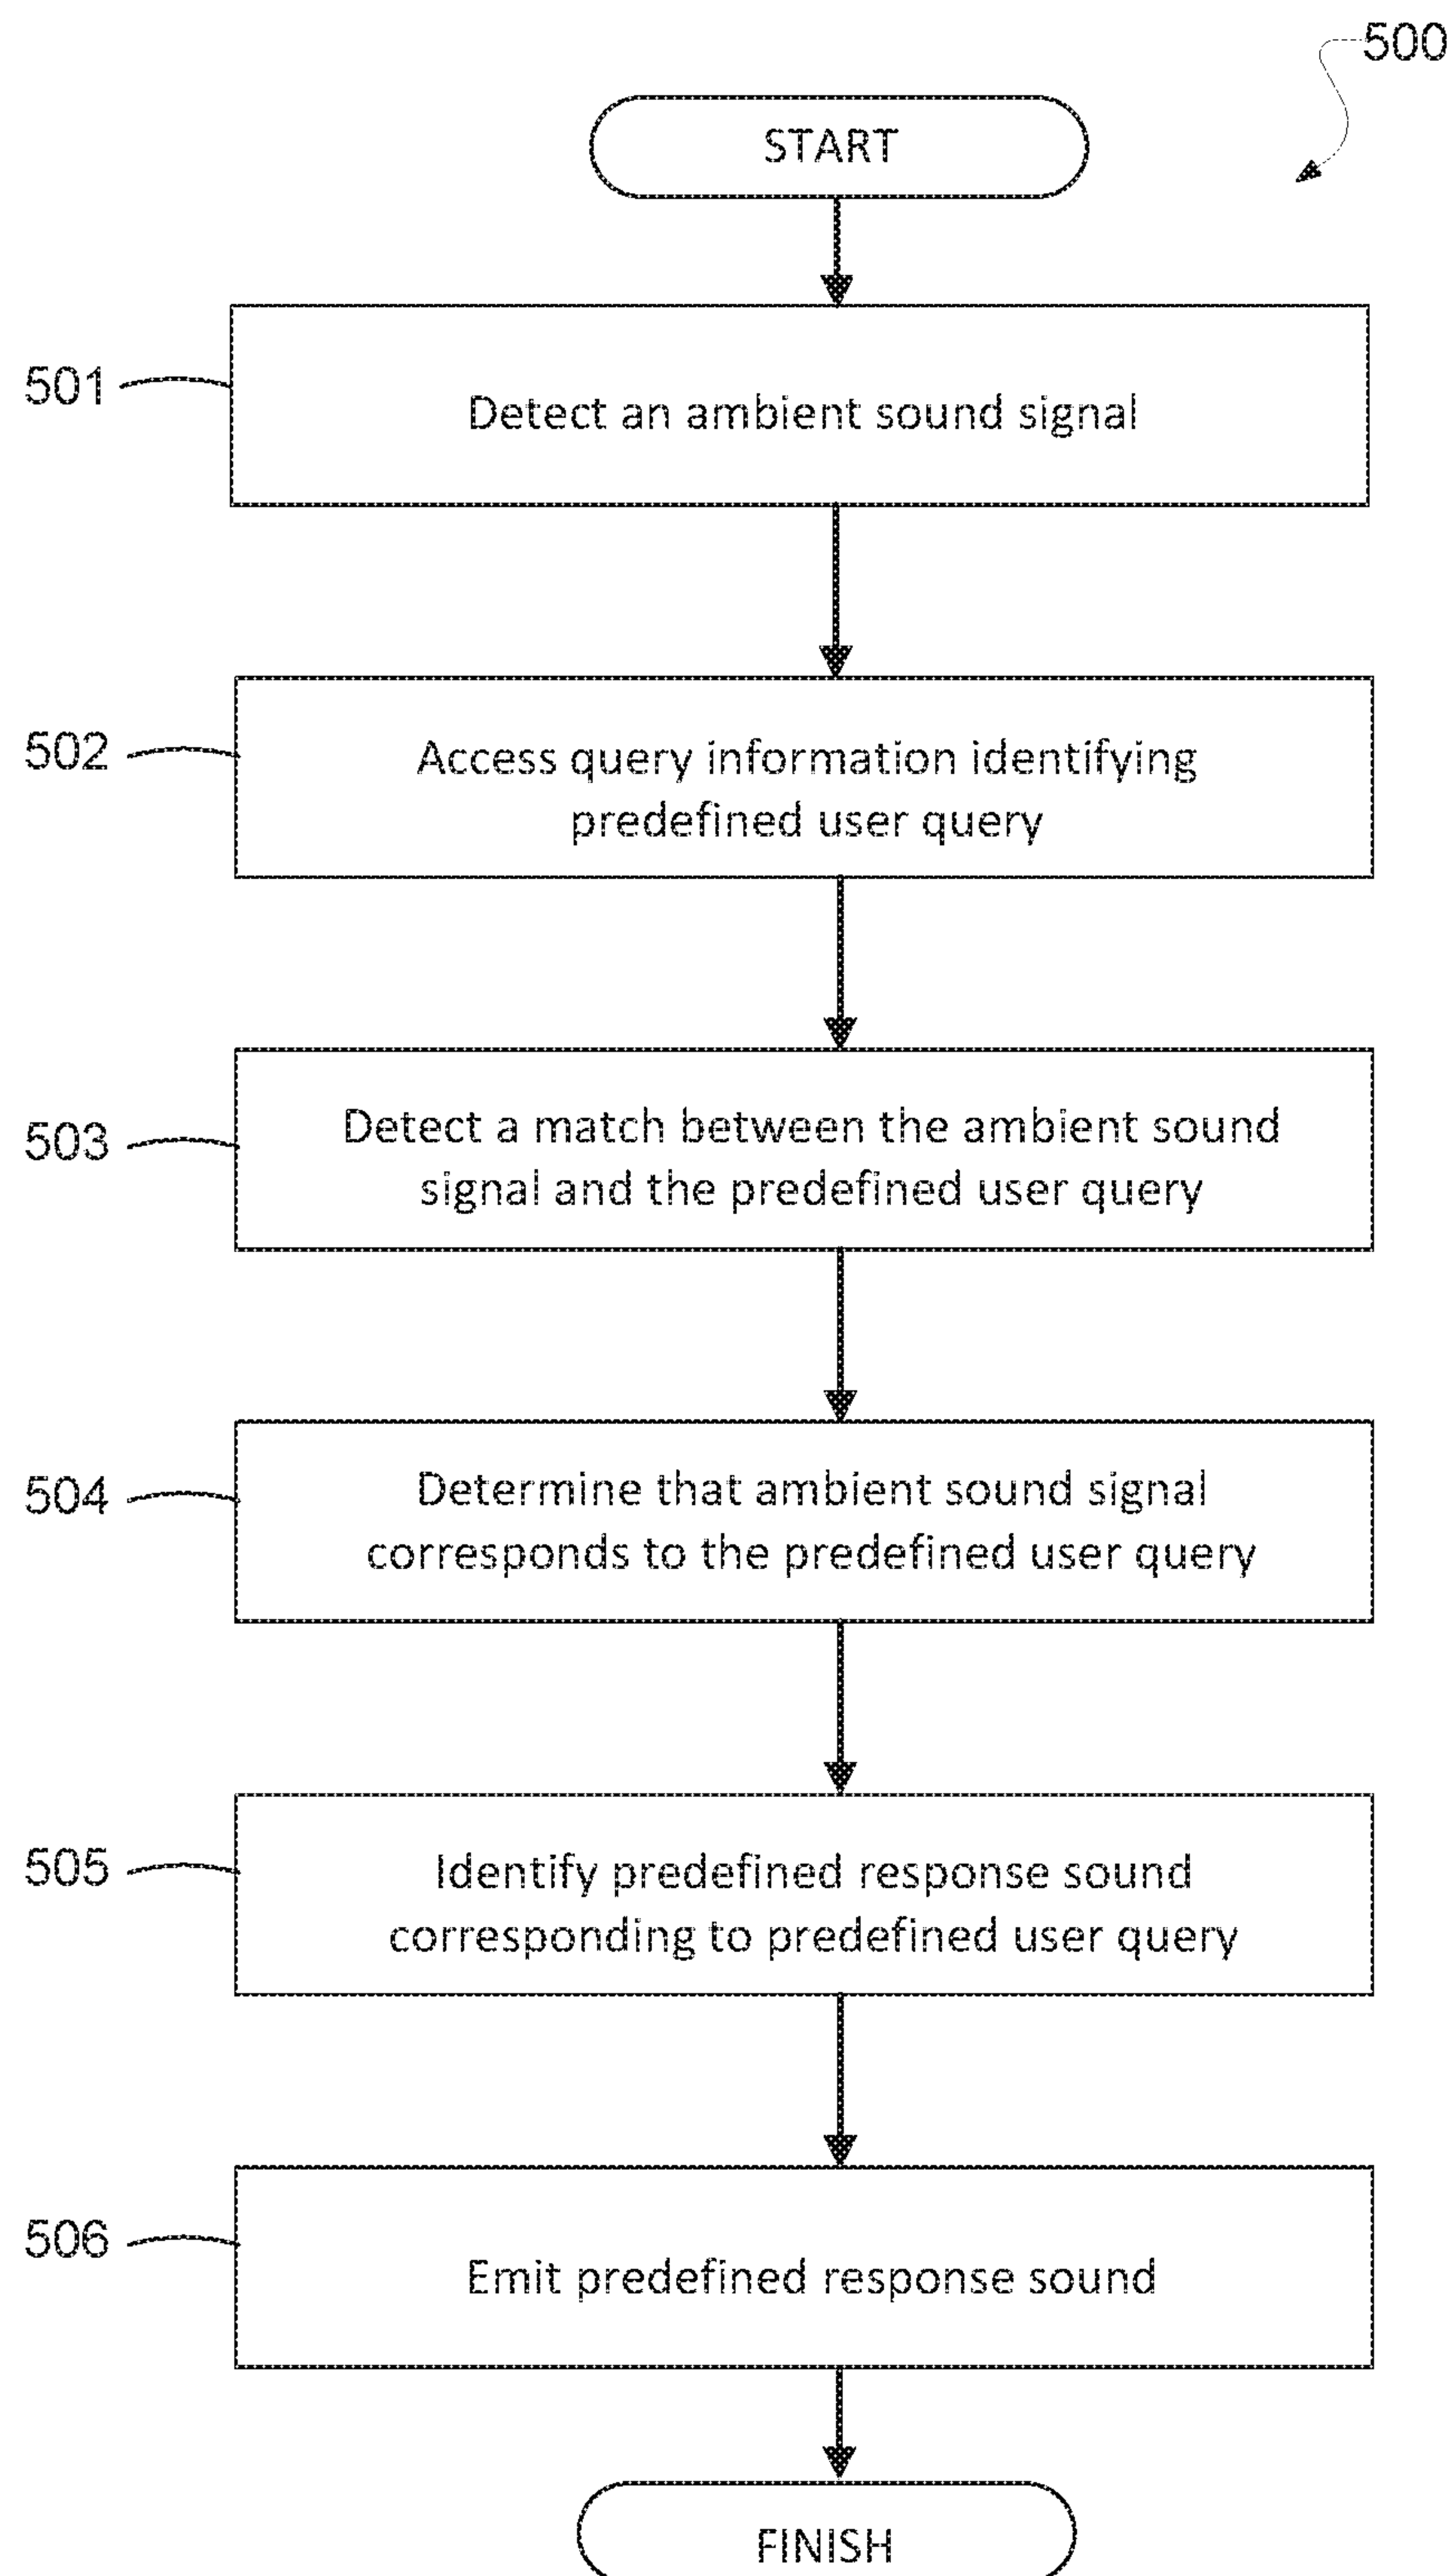 500
START
501
Detect an ambient sound signal
502
Access query information identifying
predefined user query
503
Detect a match between the ambient sound
signal and the predefined user query
504
Determine that ambient sound signal
corresponds to the predefined user query
505
Identify predefined response sound
corresponding to predefined user query
506
Emit predefined response sound
FINISH